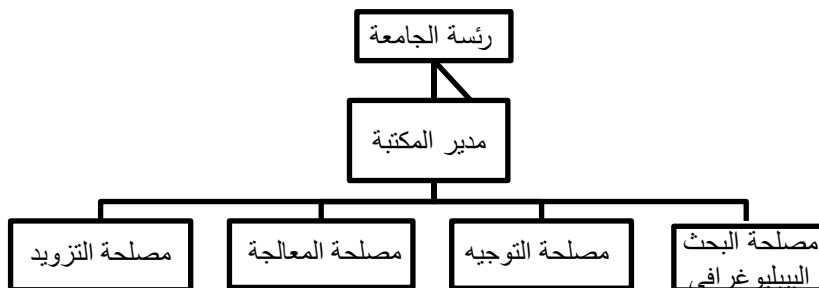 رئسة الجامعة
مدير المكتبة
مصلحة البحث
البيبليوغرافي
مصلحة التوجيه
مصلحة المعالجة
مصلحة التزويد